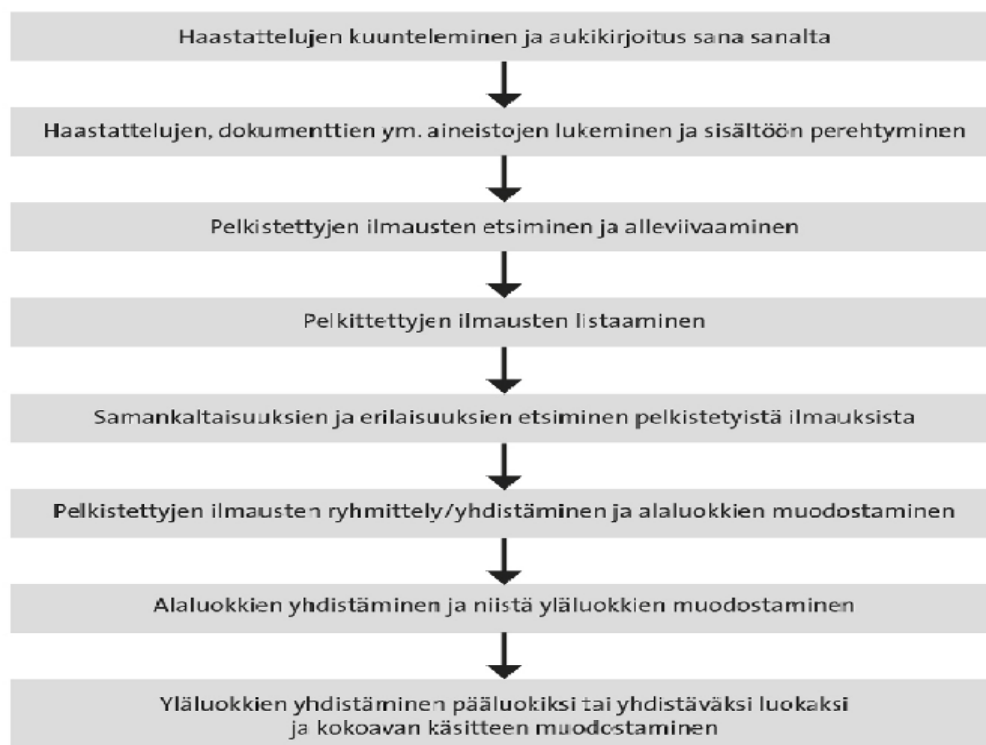 Haastattelujen kuunteleminen ja aukikirjoitus sana sanalta
Haastattelujen, dokumenttien ym. aineistojen lukeminen ja sisältöön perehtyminen
Pelkistettyjen ilmausten etsiminen ja alleviivaaminen
Pelkittettyjen ilmausten listaaminen
Samankaltaisuuksien ja erilaisuuksien etsiminen pelkistetyistä ilmauksista
Pelkistettyjen ilmausten ryhmittely/yhdistäminen ja alaluokkien muodostaminen
Alaluokkien yhdistäminen ja niistä yläluokkien muodostaminen
Yläluokkien yhdistäminen pääluokiksi tai yhdistäväksi luokaksi
ja kokoavan käsitteen muodostaminen